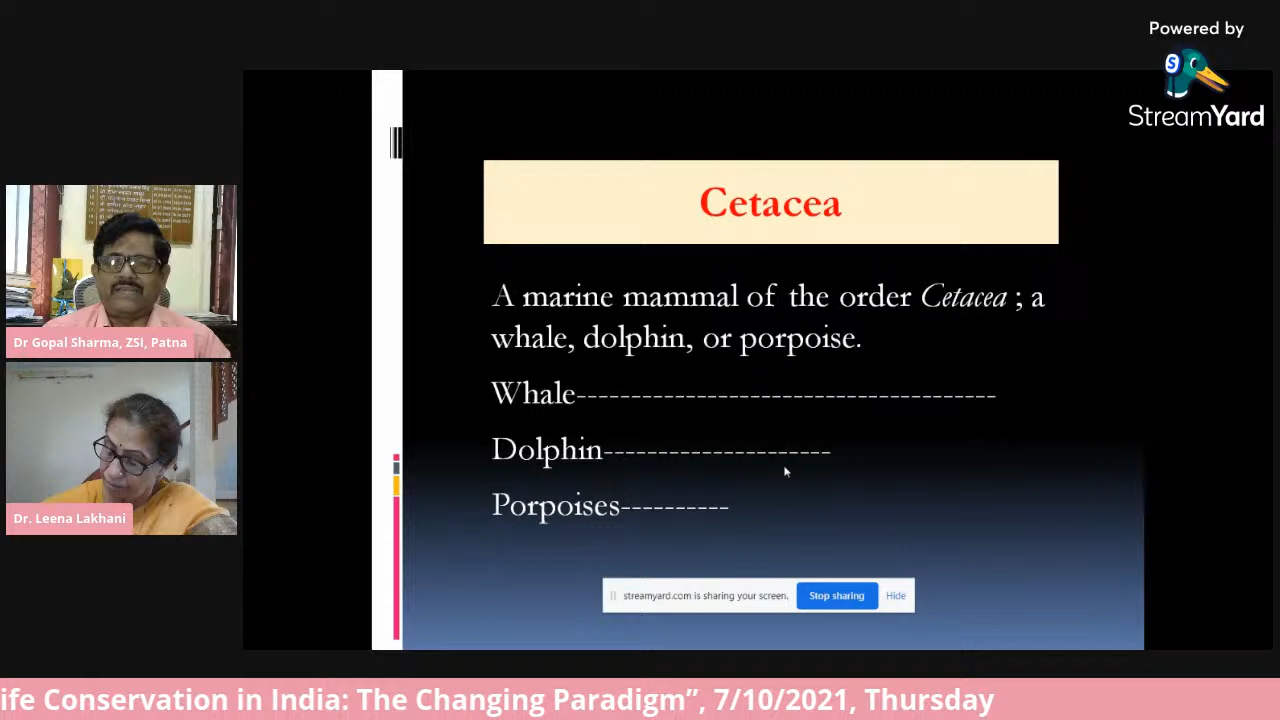 Powered by
StreamYard
Cetacea
A marine mammal of the order Cetacea ; a
whale, dolphin, or porpoise.
Whale---------------------------------------
Dolphin---------------------
Porpoises----------
streamyard.com is sharing your screen. Stop sharing Hide
Dr Gopal Sharma, ZSI, Patna
Dr. Leena Lakhani
ife Conservation in India: The Changing Paradigm”, 7/10/2021, Thursday